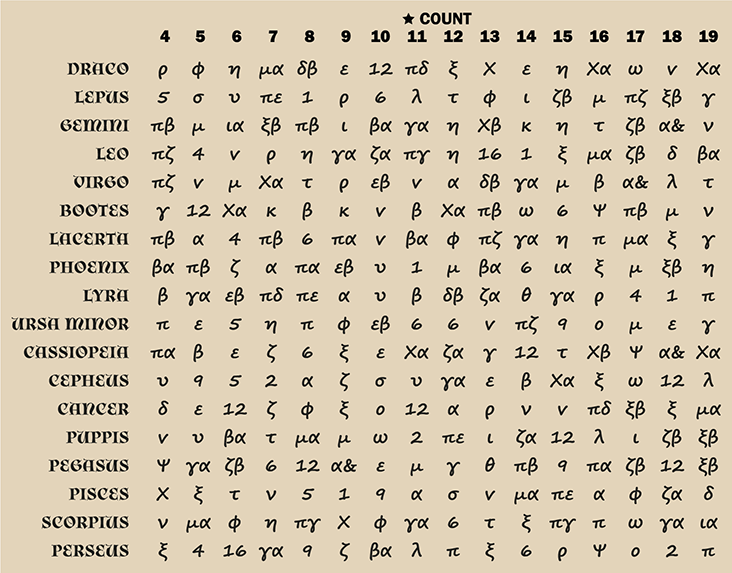 ★ COUNT
4 5 6 7 8 9 10 11 12 13 14 15 16 17 18 19
DRACO ρ φ η μα δβ ε 12 πδ ξ Χ ε η Χα ω ν Χα
LEPUS 5 σ υ πε 1 ρ 6 λ τ φ ι ζβ μ πζ ξβ γ
GEMINI πβ μ ια ξβ πβ ι βα γα η Χβ κ η τ ζβ α& ν
LEO πζ 4 ν ρ η γα ζα πγ η 16 1 ξ μα ζβ δ βα
VIRGO πζ ν μ Χα τ ρ εβ ν α δβ γα μ β α& λ τ
BOOTES γ 12 Χα κ β κ ν β Χα πβ ω 6 Ψ πβ μ ν
LACERTA πβ α 4 πβ 6 πα ν βα φ πζ γα η π μα ξ γ
PHOENIX βα πβ ζ α πα εβ υ 1 μ βα 6 ια ξ μ ξβ η
LYRA β γα εβ πδ πε α υ β δβ ζα θ γα ρ 4 1 π
URSA MINOR π ε 5 η π φ εβ 6 6 ν πζ 9 ο μ ε γ
CASSIOPEIA πα β ε ζ 6 ξ ε Χα ζα γ 12 τ Χβ Ψ α& Χα
CEPHEUS υ 9 5 2 α ζ σ υ γα ε β Χα ξ ω 12 λ
CANCER δ ε 12 ζ φ ξ ο 12 α ρ ν ν πδ ξβ ξ μα
PUPPIS ν υ βα τ μα μ ω 2 πε ι ζα 12 λ ι ζβ ξβ
PEGASUS Ψ γα ζβ 6 12 α& ε μ γ θ πβ 9 πα ζβ 12 ξβ
PISCES Χ ξ τ ν 5 1 9 α σ ν μα πε α φ ζα δ
SCORPIUS ν μα φ η πγ Χ φ γα 6 τ ξ πγ π ω γα ια
PERSEUS ξ 4 16 γα 9 ζ βα λ π ξ 6 ρ Ψ ο 2 π